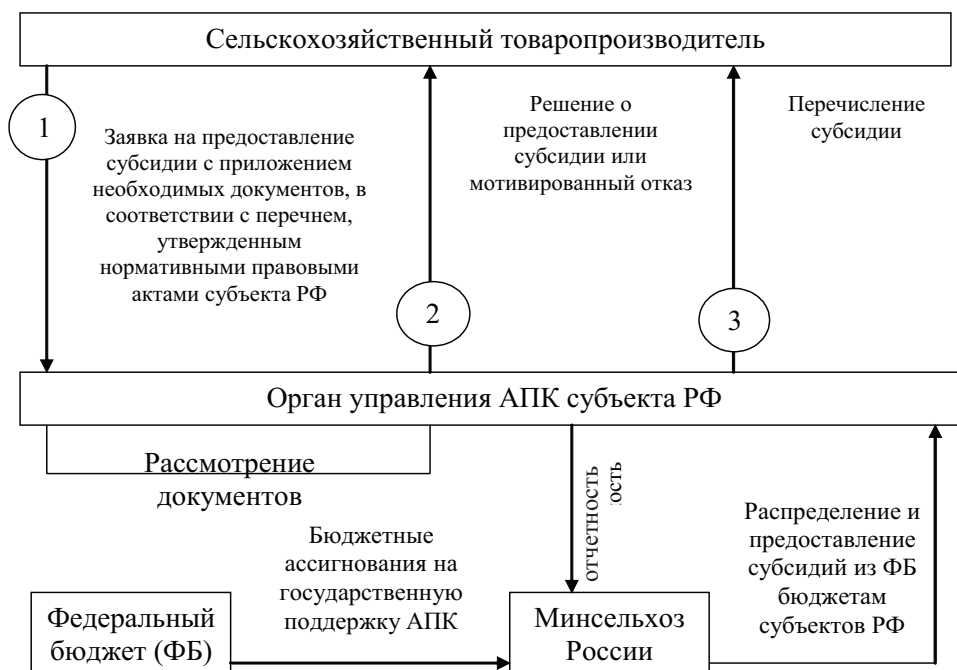 Сельскохозяйственный товаропроизводитель
1
Заявка на предоставление
субсидии с приложением
необходимых документов, в
соответствии с перечнем,
утвержденным
нормативными правовыми
актами субъекта РФ
2
Решение о
предоставлении
субсидии или
мотивированный отказ
3
Перечисление
субсидии
Орган управления АПК субъекта РФ
Рассмотрение
документов
Бюджетные
ассигнования на
государственную
поддержку АПК
отчетность
Распределение и
предоставление
субсидий из ФБ
бюджетам
субъектов РФ
Федеральный
бюджет (ФБ)
Минсельхоз
России